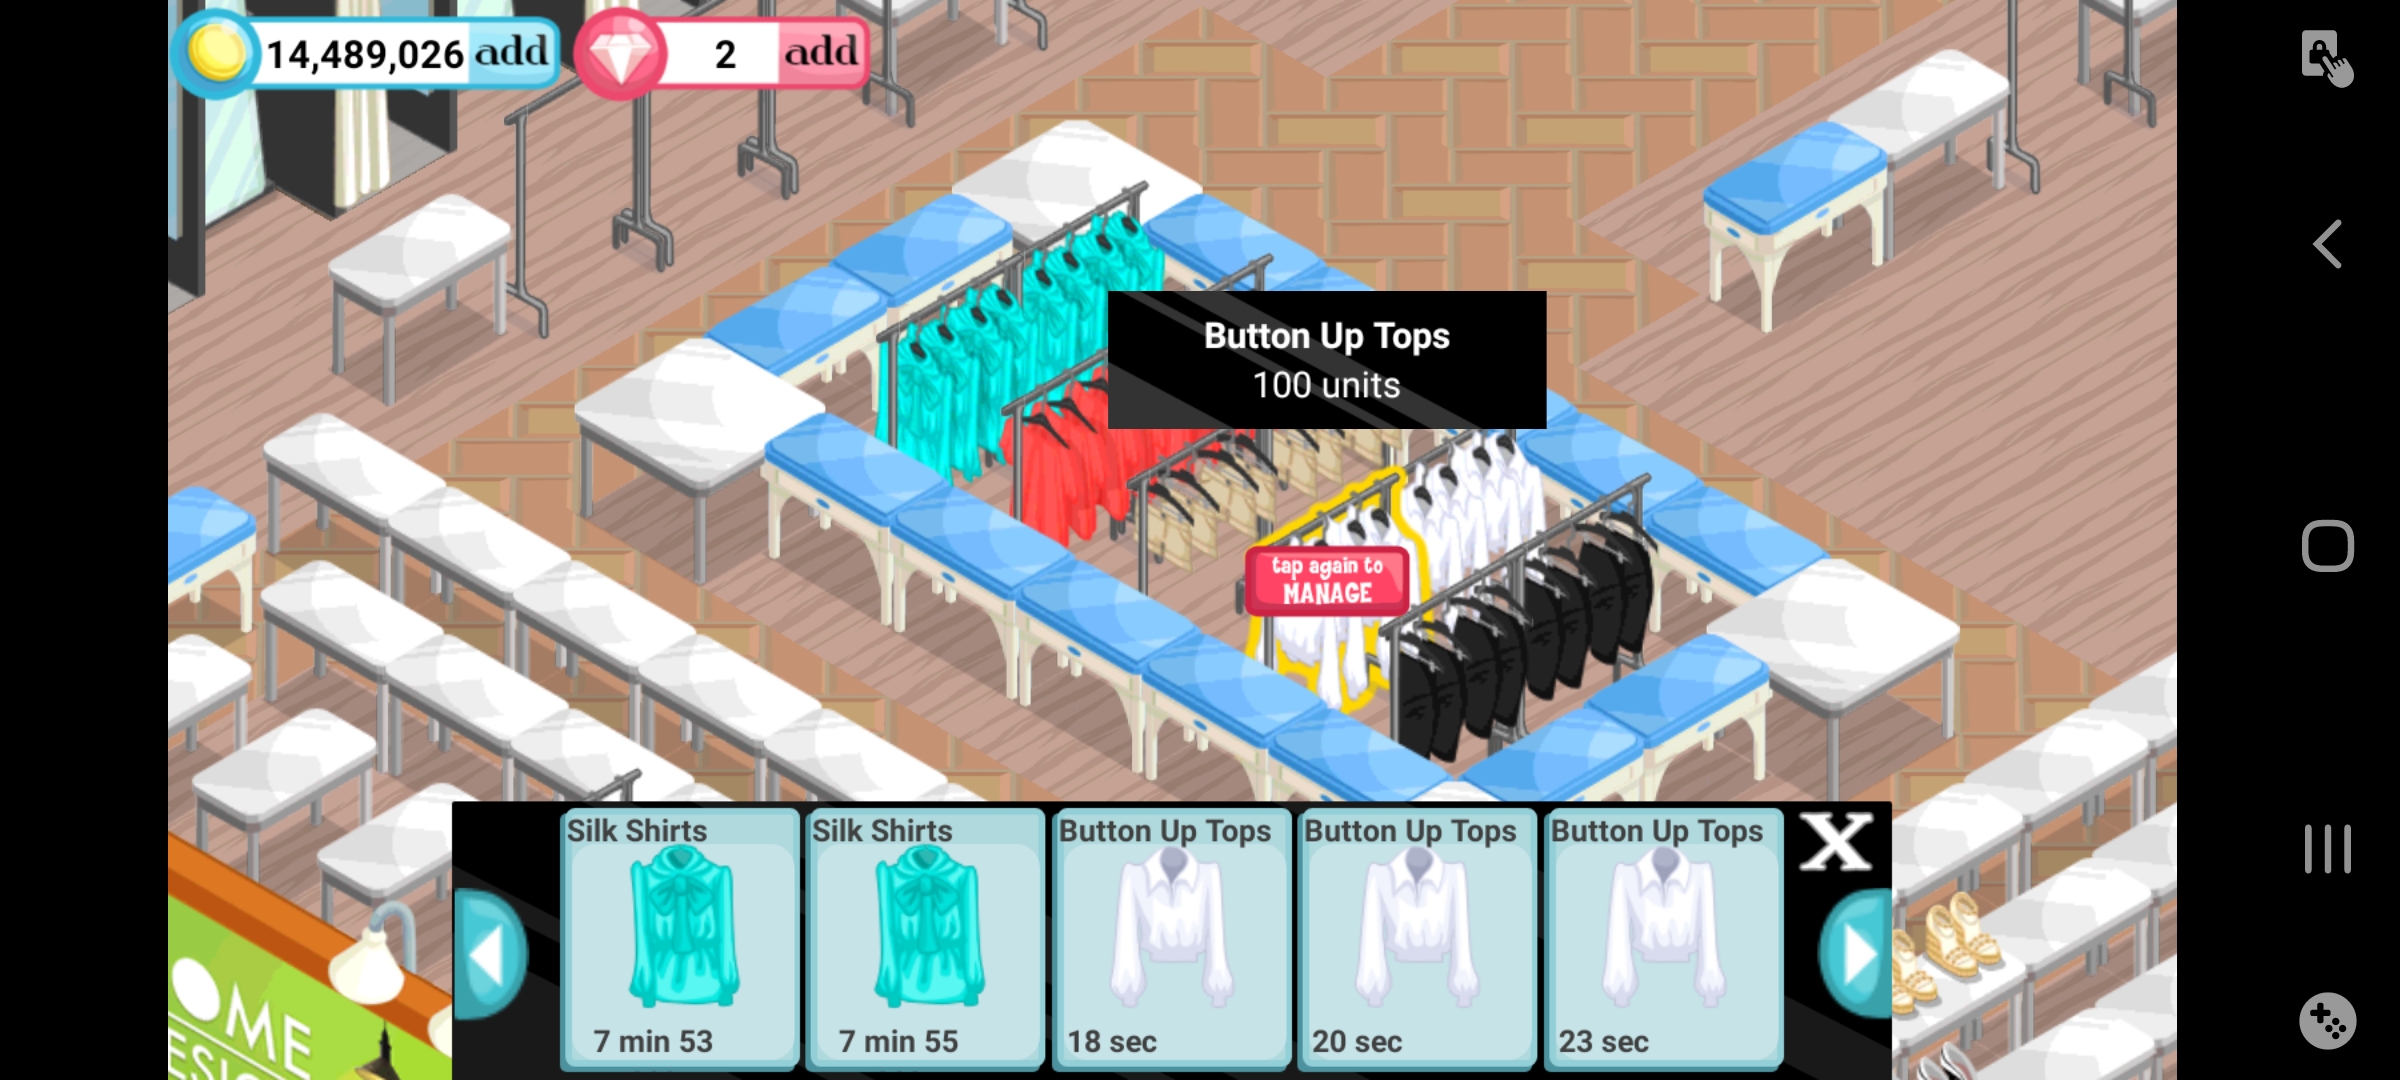 14,489,026 add
2 add
Button Up Tops
100 units
tap again to
MANAGE
Silk Shirts
7 min 53
Silk Shirts
7 min 55
Button Up Tops
18 sec
Button Up Tops
20 sec
Button Up Tops
23 sec
X